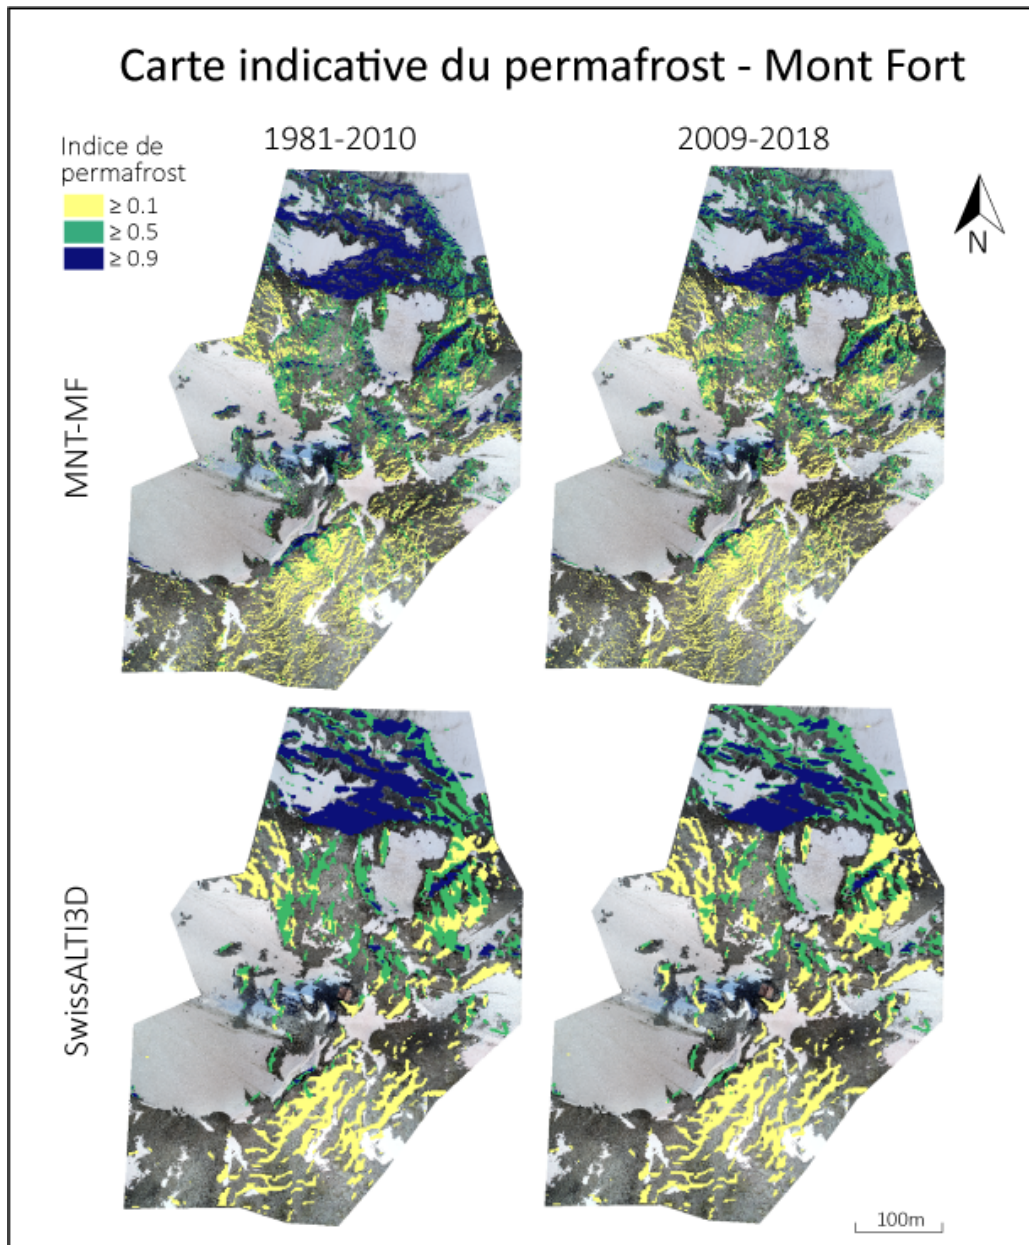 Carte indicative du permafrost - Mont Fort
1981-2010
2009-2018
Indice de
permafrost
≥ 0.1
≥ 0.5
≥ 0.9
N
MNT-MF
SwissALTI3D
100m